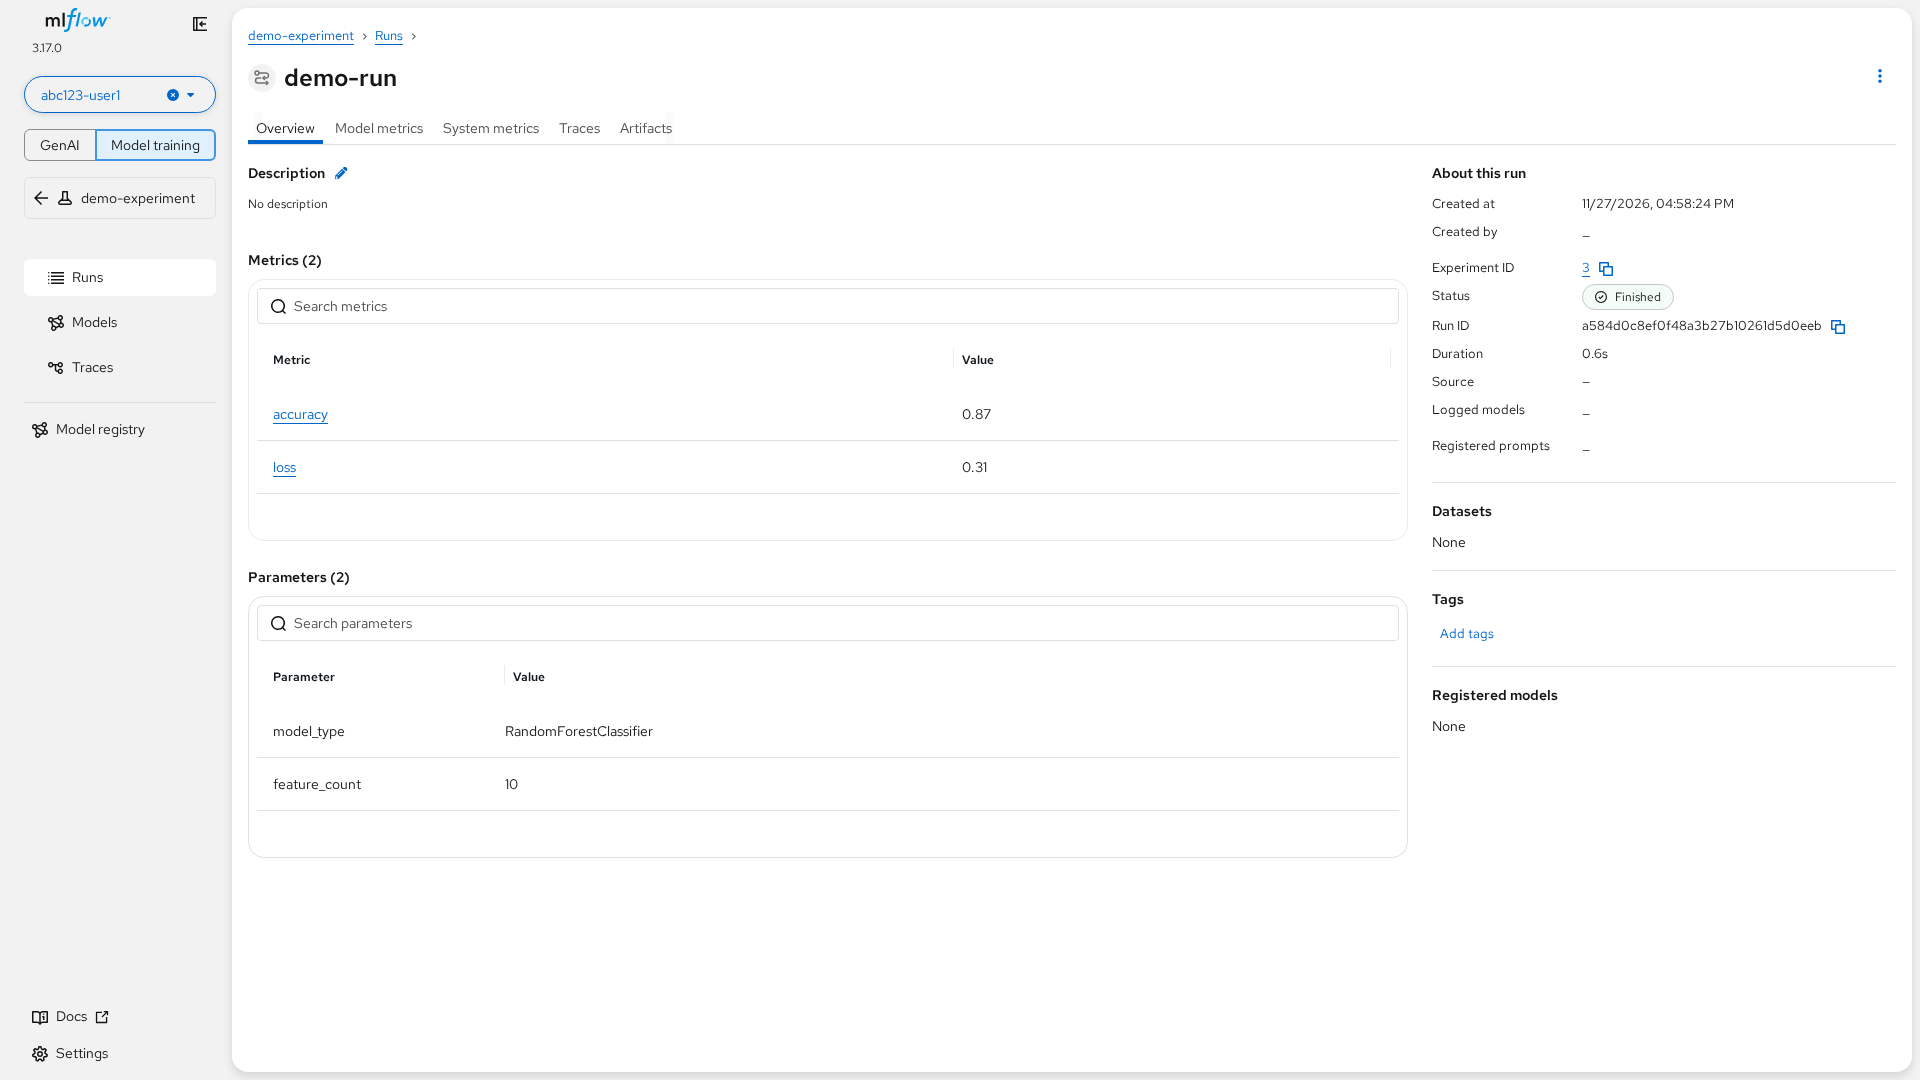 mlflow
3.17.0
abc123-user1
GenAI
Model training
demo-experiment
Runs
Models
Traces
Model registry
Docs
Settings
demo-experiment > Runs >
demo-run
Overview
Model metrics
System metrics
Traces
Artifacts
Description
No description
Metrics (2)
Search metrics
Metric Value
accuracy 0.87
loss 0.31
Parameters (2)
Search parameters
Parameter Value
model_type RandomForestClassifier
feature_count 10
About this run
Created at 11/27/2026, 04:58:24 PM
Created by –
Experiment ID 3
Status Finished
Run ID a584d0c8ef0f48a3b27b10261d5d0eeb
Duration 0.6s
Source –
Logged models –
Registered prompts –
Datasets
None
Tags
Add tags
Registered models
None